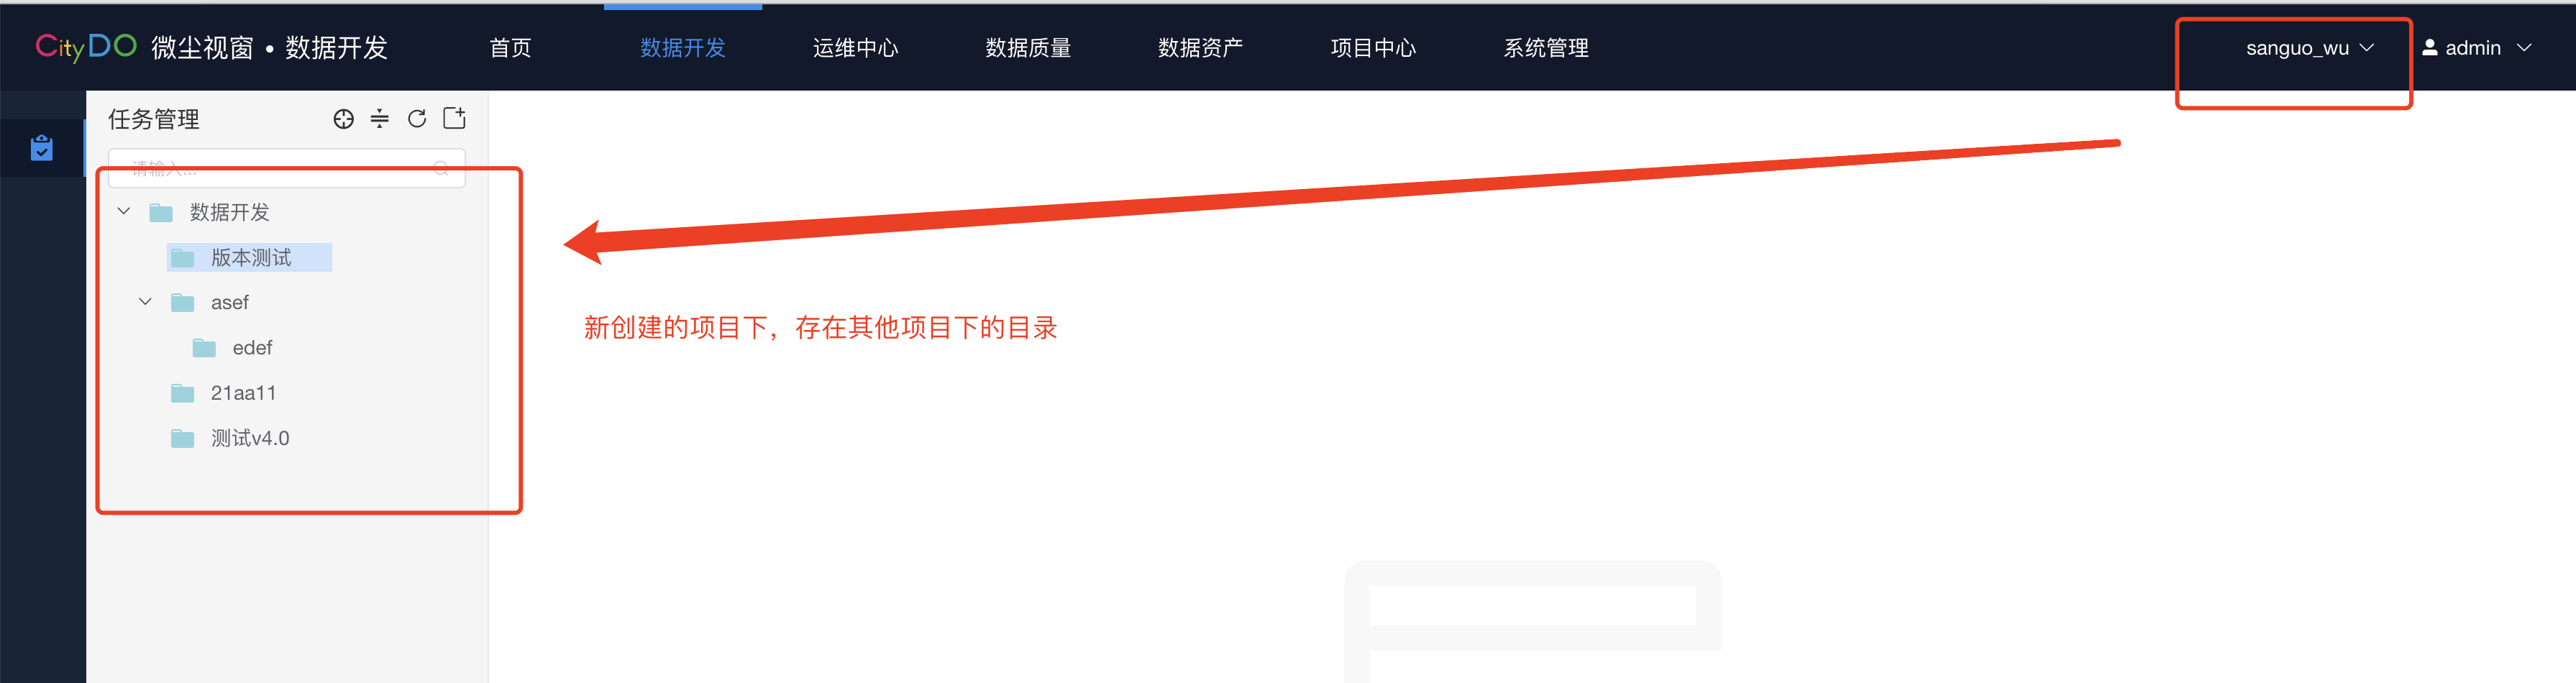 CityDO 微尘视窗 • 数据开发 首页 数据开发 运维中心 数据质量 数据资产 项目中心 系统管理 sanguo_wu admin
任务管理
请输入...
数据开发
版本测试
asef
edef
21aa11
测试v4.0
新创建的项目下，存在其他项目下的目录